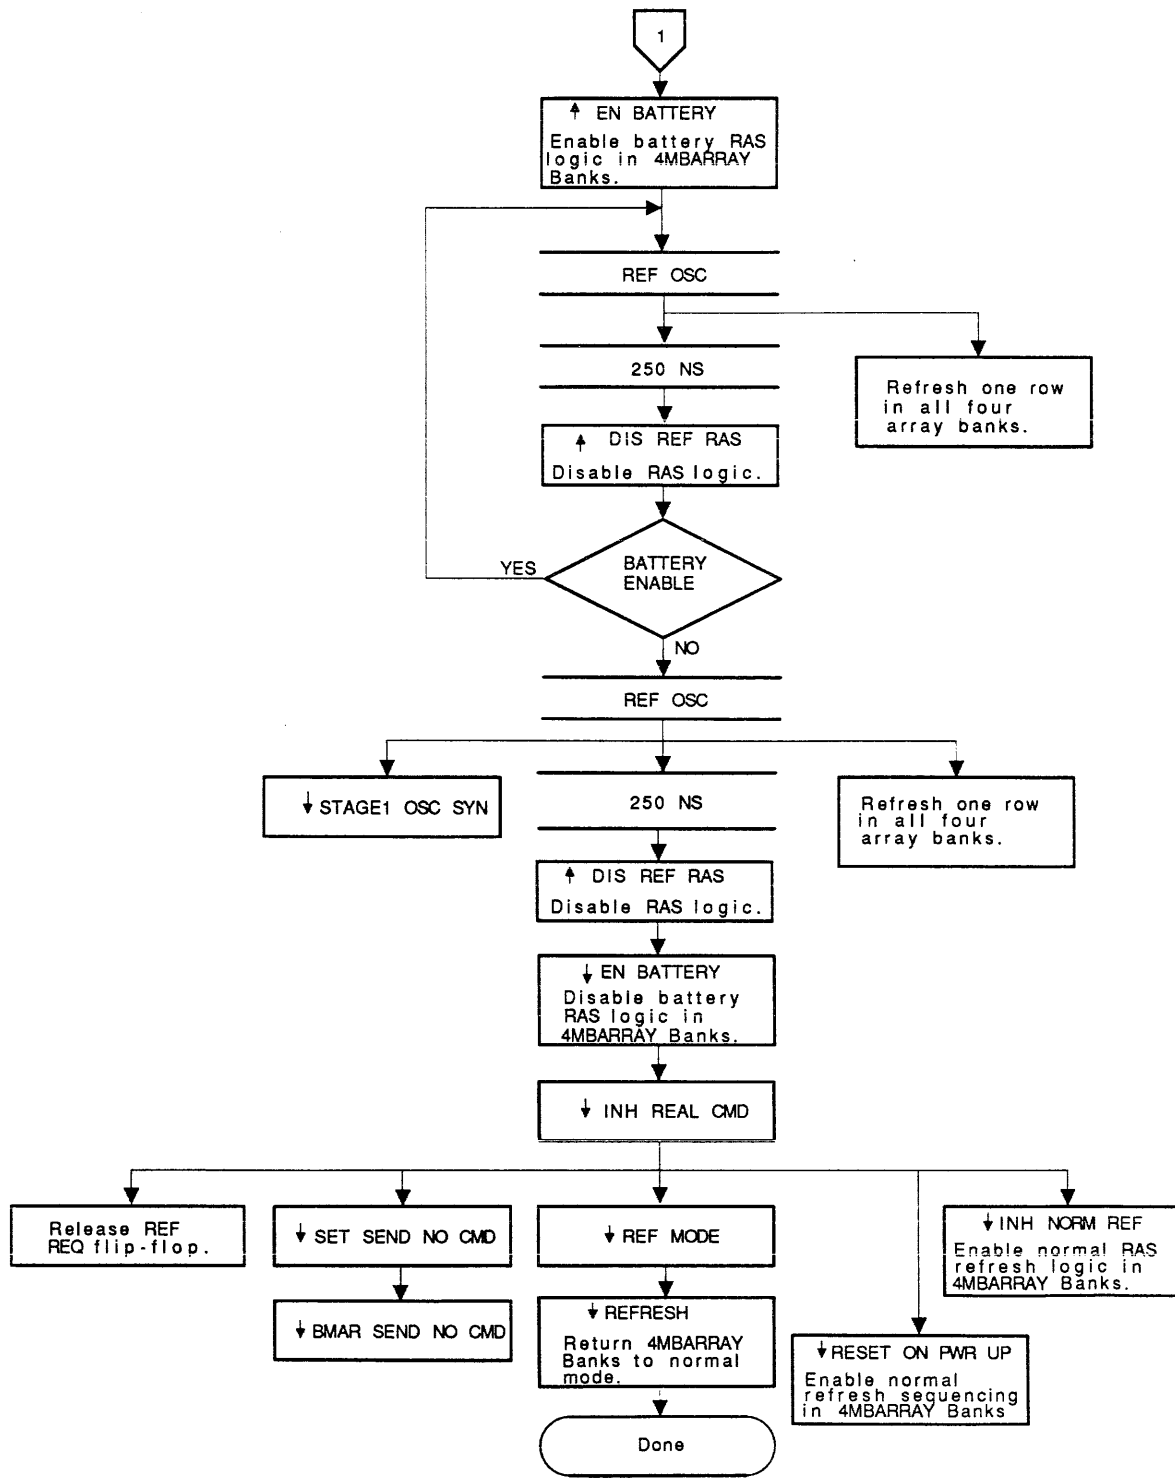 1
↑ EN BATTERY
Enable battery RAS
logic in 4MBARRAY
Banks.
REF OSC
250 NS
Refresh one row
in all four
array banks.
↑ DIS REF RAS
Disable RAS logic.
BATTERY
ENABLE
YES
NO
REF OSC
↓ STAGE1 OSC SYN
250 NS
Refresh one row
in all four
array banks.
↑ DIS REF RAS
Disable RAS logic.
↓ EN BATTERY
Disable battery
RAS logic in
4MBARRAY Banks.
↓ INH REAL CMD
Release REF
REQ flip-flop.
↓ SET SEND NO CMD
↓ BMAR SEND NO CMD
↓ REF MODE
↓ REFRESH
Return 4MBARRAY
Banks to normal
mode.
Done
↓ RESET ON PWR UP
Enable normal
refresh sequencing
in 4MBARRAY Banks
↓ INH NORM REF
Enable normal RAS
refresh logic in
4MBARRAY Banks.